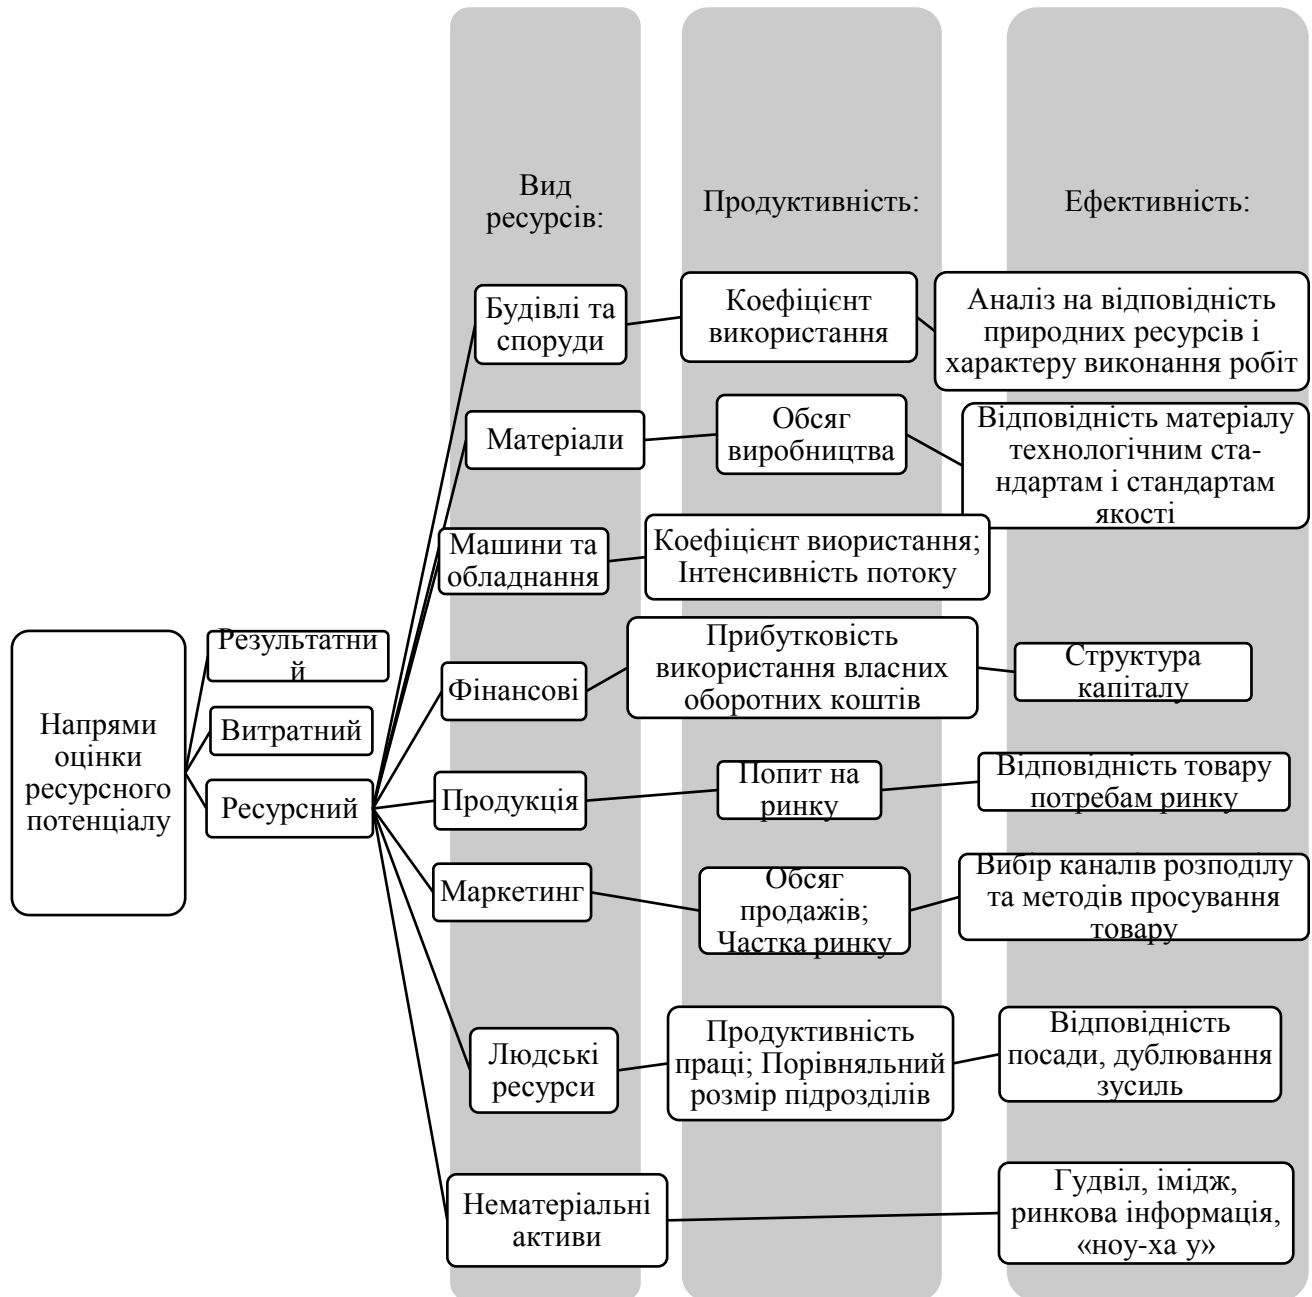 Вид
ресурсів:
Продуктивність:
Ефективність:
Будівлі та
споруди
Коефіцієнт
використання
Аналіз на відповідність
природних ресурсів і
характеру виконання робіт
Матеріали
Обсяг
виробництва
Відповідність матеріалу
технологічним ста-
ндартам і стандартам
якості
Машини та
обладнання
Коефіцієнт виористання;
Інтенсивність потоку
Напрями
оцінки
ресурсного
потенціалу
Результатни
й
Витратний
Ресурсний
Фінансові
Прибутковість
використання власних
оборотних коштів
Структура
капіталу
Продукція
Попит на
ринку
Відповідність товару
потребам ринку
Маркетинг
Обсяг
продажів;
Частка ринку
Вибір каналів розподілу
та методів просування
товару
Людські
ресурси
Продуктивність
праці; Порівняльний
розмір підрозділів
Відповідність
посади, дублювання
зусиль
Нематеріальні
активи
Гудвіл, імідж,
ринкова інформація,
«ноу-ха у»